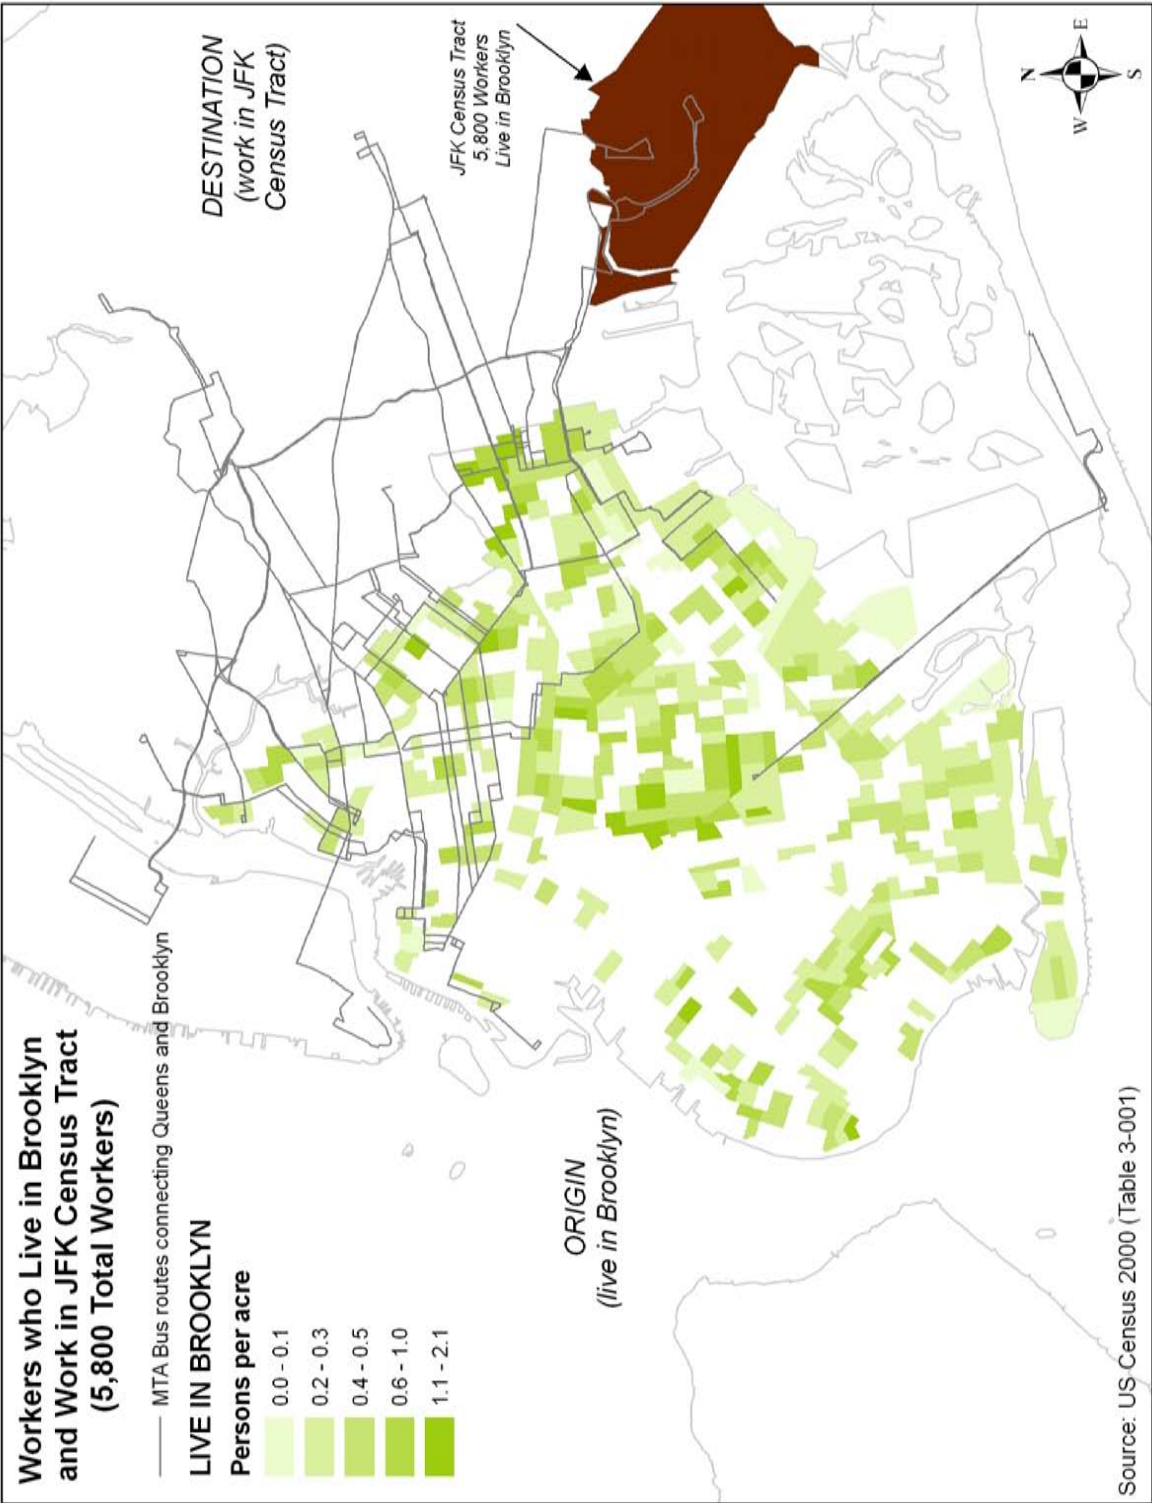 Workers who Live in Brooklyn
and Work in JFK Census Tract
(5,800 Total Workers)
MTA Bus routes connecting Queens and Brooklyn
LIVE IN BROOKLYN
Persons per acre
0.0 - 0.1
0.2 - 0.3
0.4 - 0.5
0.6 - 1.0
1.1 - 2.1
ORIGIN
(live in Brooklyn)
DESTINATION
(work in JFK
Census Tract)
JFK Census Tract
5,800 Workers
Live in Brooklyn
N
W
E
S
Source: US Census 2000 (Table 3-001)